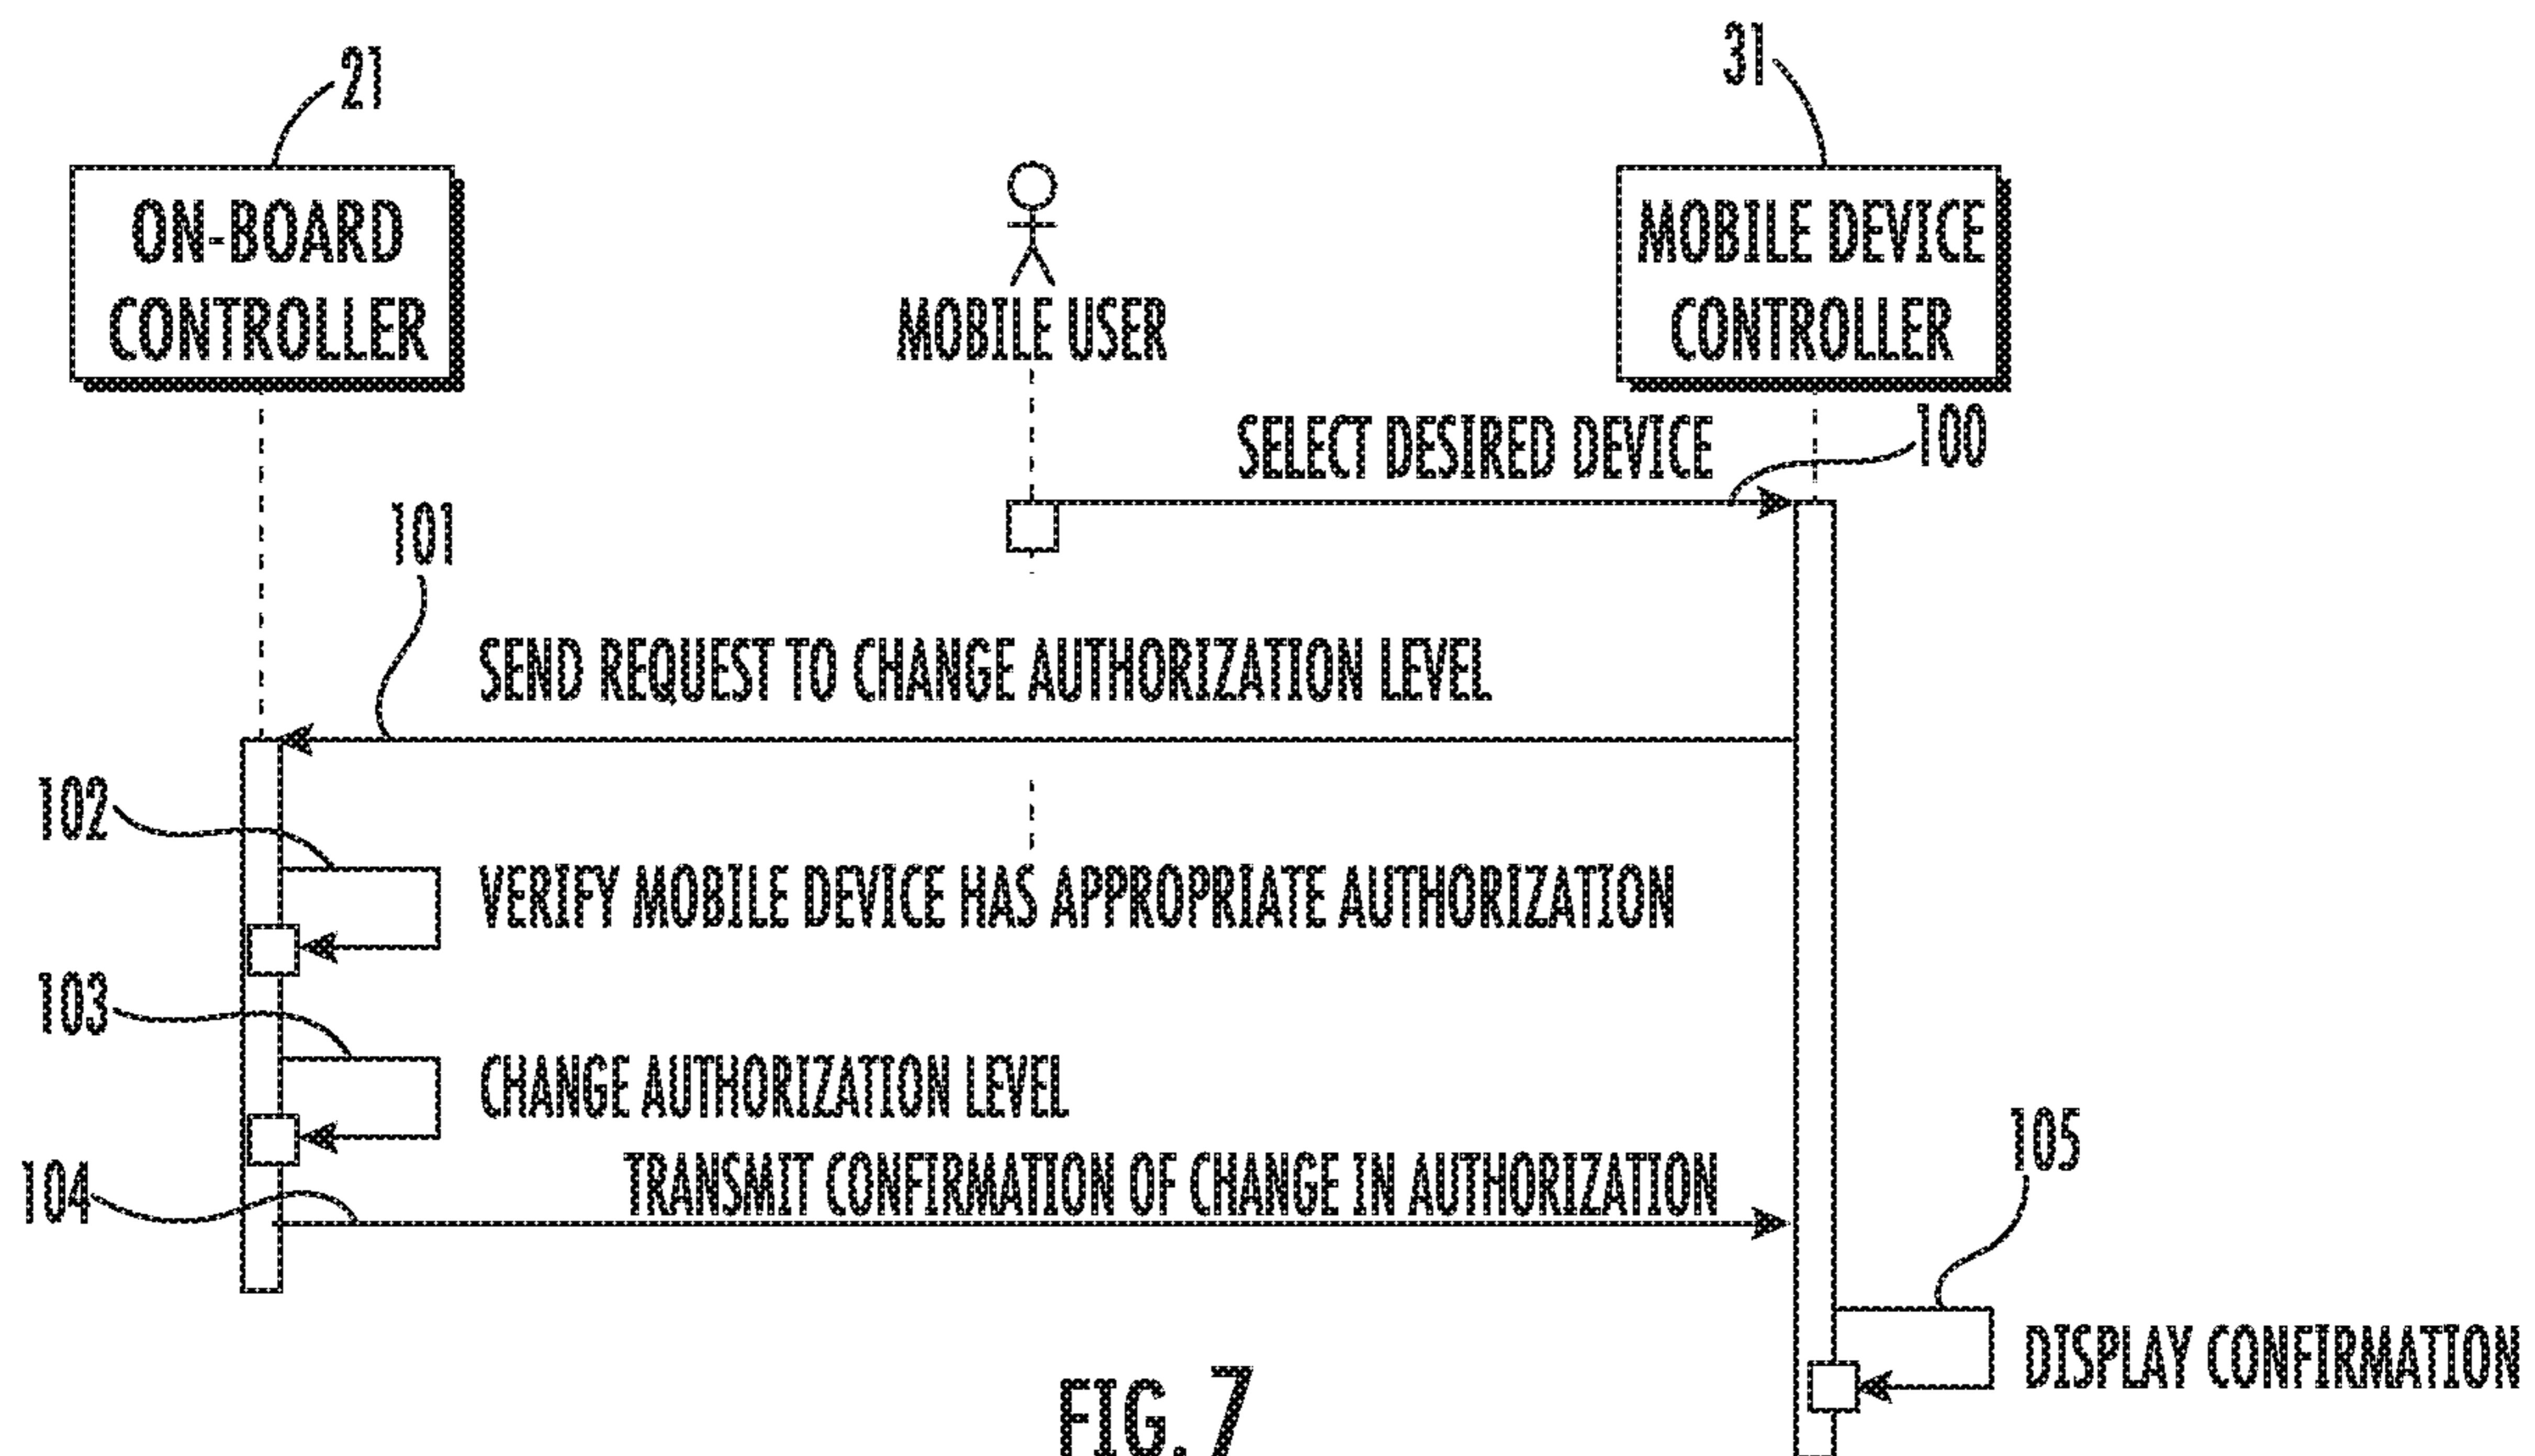 21
31
ON-BOARD
CONTROLLER
MOBILE USER
MOBILE DEVICE
CONTROLLER
SELECT DESIRED DEVICE
100
101
SEND REQUEST TO CHANGE AUTHORIZATION LEVEL
102
VERIFY MOBILE DEVICE HAS APPROPRIATE AUTHORIZATION
103
CHANGE AUTHORIZATION LEVEL
104
TRANSMIT CONFIRMATION OF CHANGE IN AUTHORIZATION
105
DISPLAY CONFIRMATION
FIG. 7